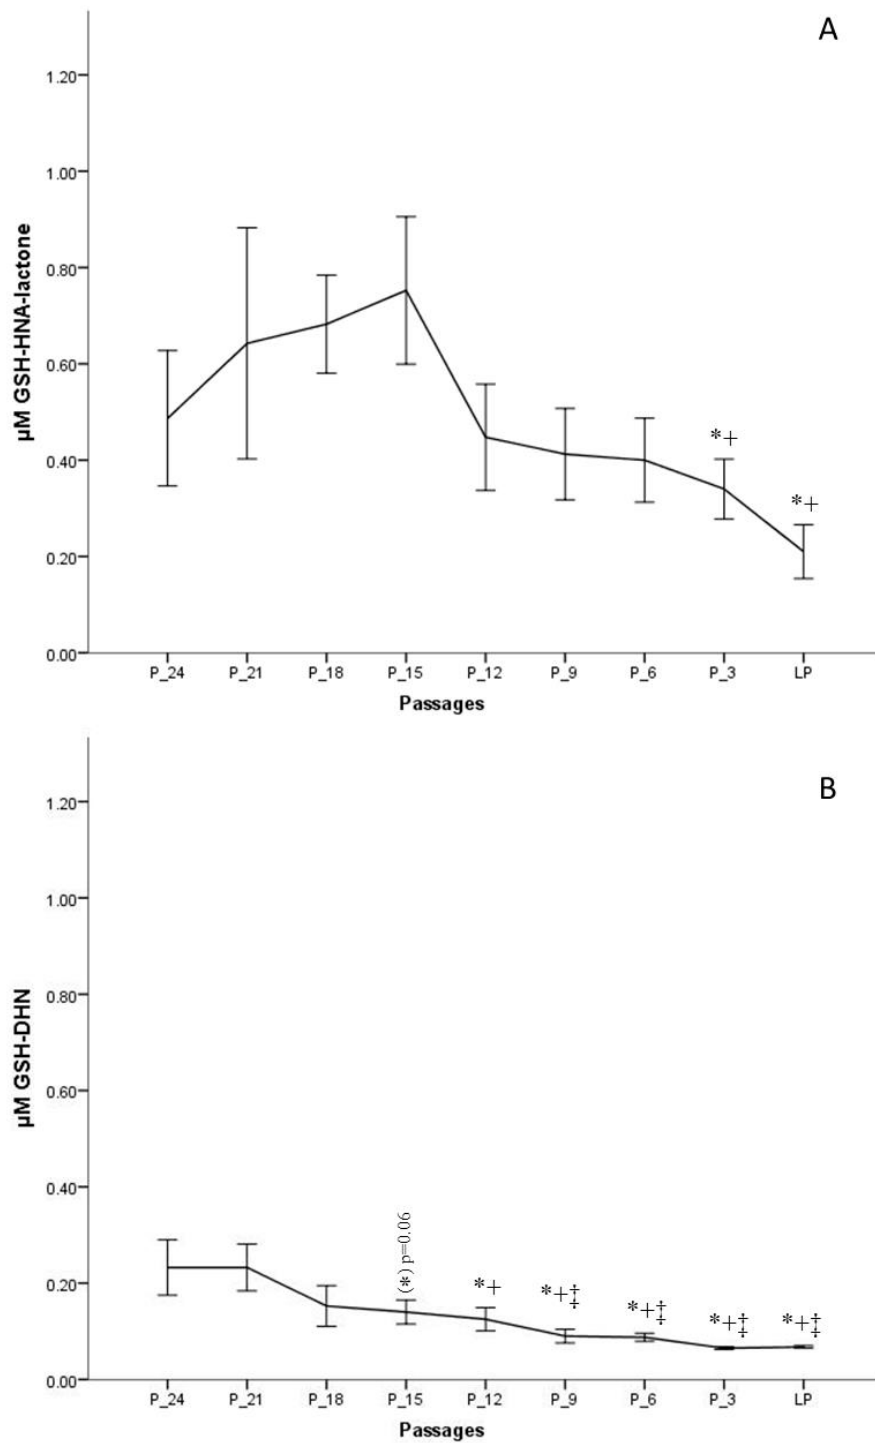 A
1.20
1.00
0.80
0.60
0.40
0.20
0.00
µM GSH-HNA-lactone
*+
*+
P_24 P_21 P_18 P_15 P_12 P_9 P_6 P_3 LP
Passages
B
1.20
1.00
0.80
0.60
0.40
0.20
0.00
µM GSH-DHN
(*) p=0.06
*+
*+‡
*+‡
*+‡
*+‡
P_24 P_21 P_18 P_15 P_12 P_9 P_6 P_3 LP
Passages